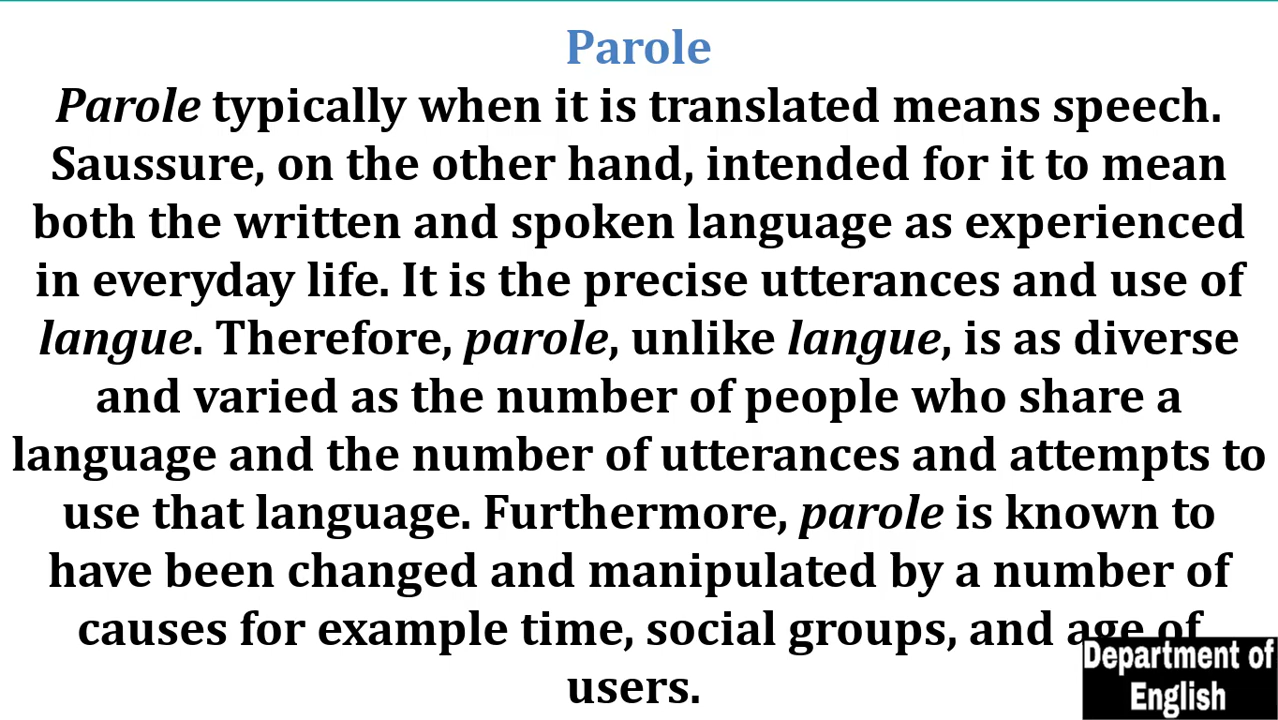 Parole
Parole typically when it is translated means speech.
Saussure, on the other hand, intended for it to mean
both the written and spoken language as experienced
in everyday life. It is the precise utterances and use of
langue. Therefore, parole, unlike langue, is as diverse
and varied as the number of people who share a
language and the number of utterances and attempts to
use that language. Furthermore, parole is known to
have been changed and manipulated by a number of
causes for example time, social groups, and age of
users.
Department of
English